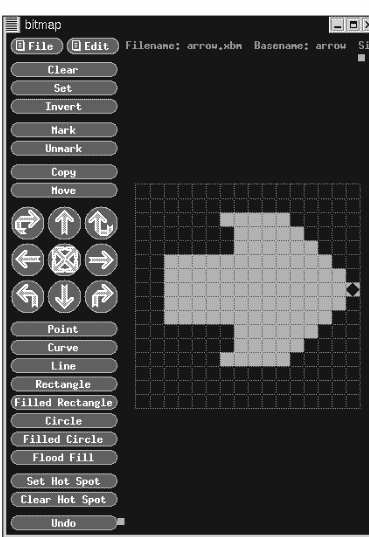 bitmap
File Edit Filename: arrow.xbm Basename: arrow Si
Clear
Set
Invert
Mark
Unmark
Copy
Move
Point
Curve
Line
Rectangle
Filled Rectangle
Circle
Filled Circle
Flood Fill
Set Hot Spot
Clear Hot Spot
Undo